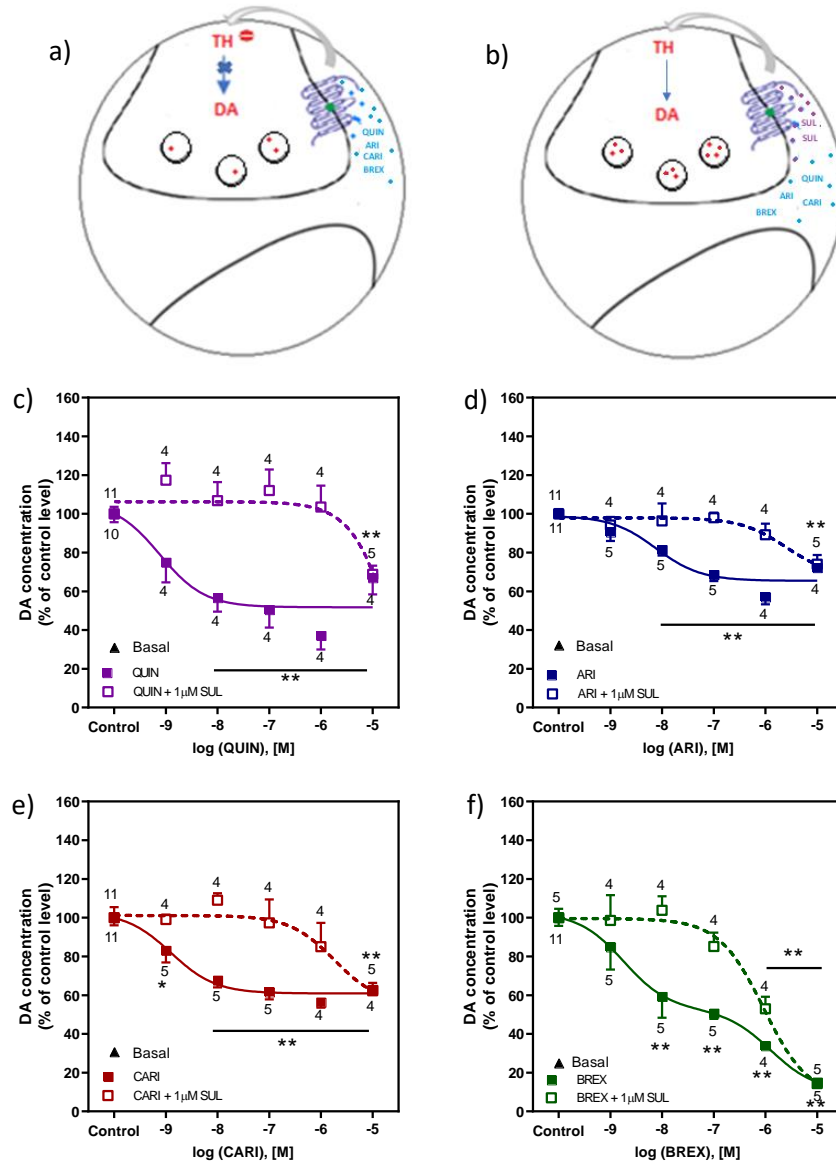 a)
TH
DA
QUIN
ARI
CARI
BREX
b)
TH
DA
SUL
SUL
QUIN
ARI
CARI
BREX
c)
DA concentration
(% of control level)
160
140
120
100
80
60
40
20
0
11
10
4
4
4
4
4
4
4
4
**
5
4
▲ Basal
QUIN
QUIN + 1μM SUL
**
Control -9 -8 -7 -6 -5
log (QUIN), [M]
d)
DA concentration
(% of control level)
160
140
120
100
80
60
40
20
0
11
11
4
5
4
5
4
5
4
4
**
5
4
▲ Basal
ARI
ARI + 1μM SUL
**
Control -9 -8 -7 -6 -5
log (ARI), [M]
e)
DA concentration
(% of control level)
160
140
120
100
80
60
40
20
0
11
11
4
5
*
4
5
4
5
4
4
**
5
4
▲ Basal
CARI
CARI + 1μM SUL
**
Control -9 -8 -7 -6 -5
log (CARI), [M]
f)
DA concentration
(% of control level)
160
140
120
100
80
60
40
20
0
5
11
4
5
4
5
**
4
5
**
**
4
4
**
5
5
**
▲ Basal
BREX
BREX + 1μM SUL
Control -9 -8 -7 -6 -5
log (BREX), [M]